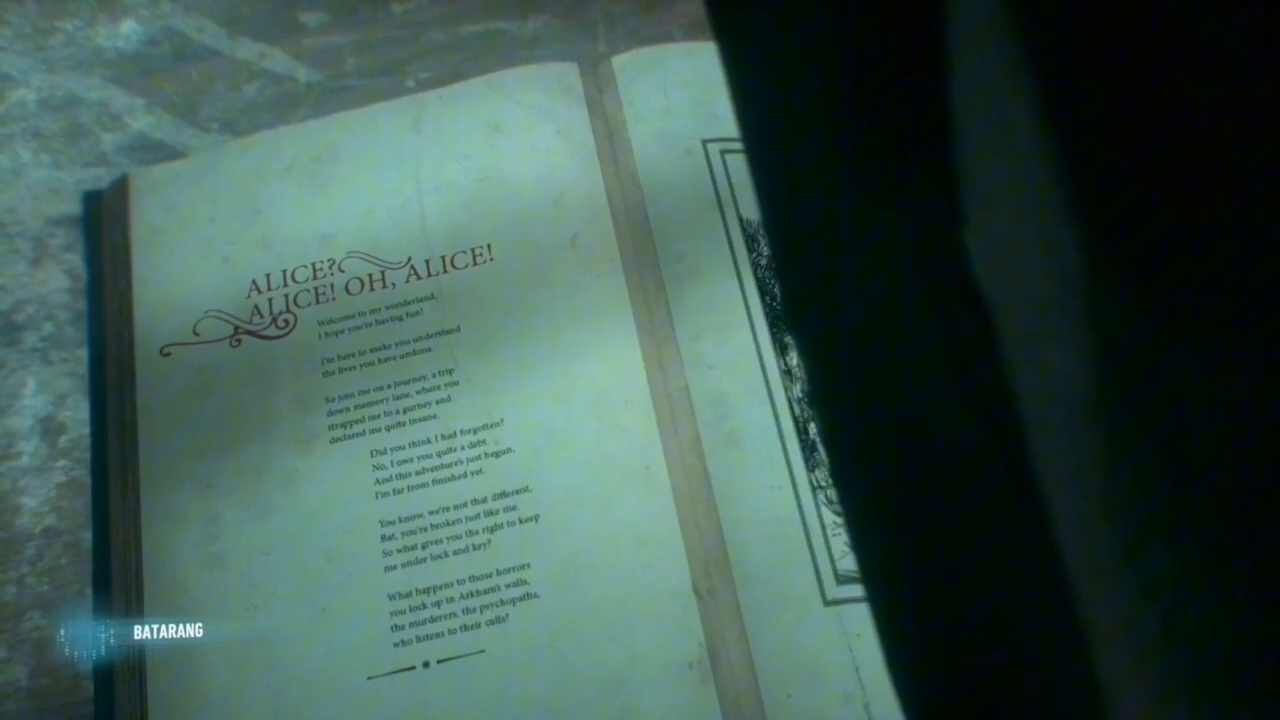 ALICE?
ALICE! OH, ALICE!
Welcome to my wonderland,
I hope you're having fun!
I'm here to make you understand
the lives you have undone.
So join me on a journey, a trip
down memory lane, where you
strapped me to a gurney and
declared me quite insane.
Did you think I had forgotten?
No, I owe you quite a debt.
And this adventure's just begun,
I'm far from finished yet.
You know, we're not that different,
Bat, you're broken just like me.
So what gives you the right to keep
me under lock and key?
What happens to those horrors
you lock up in Arkham's walls,
the murderers, the psychopaths,
who listens to their calls?
BATARANG